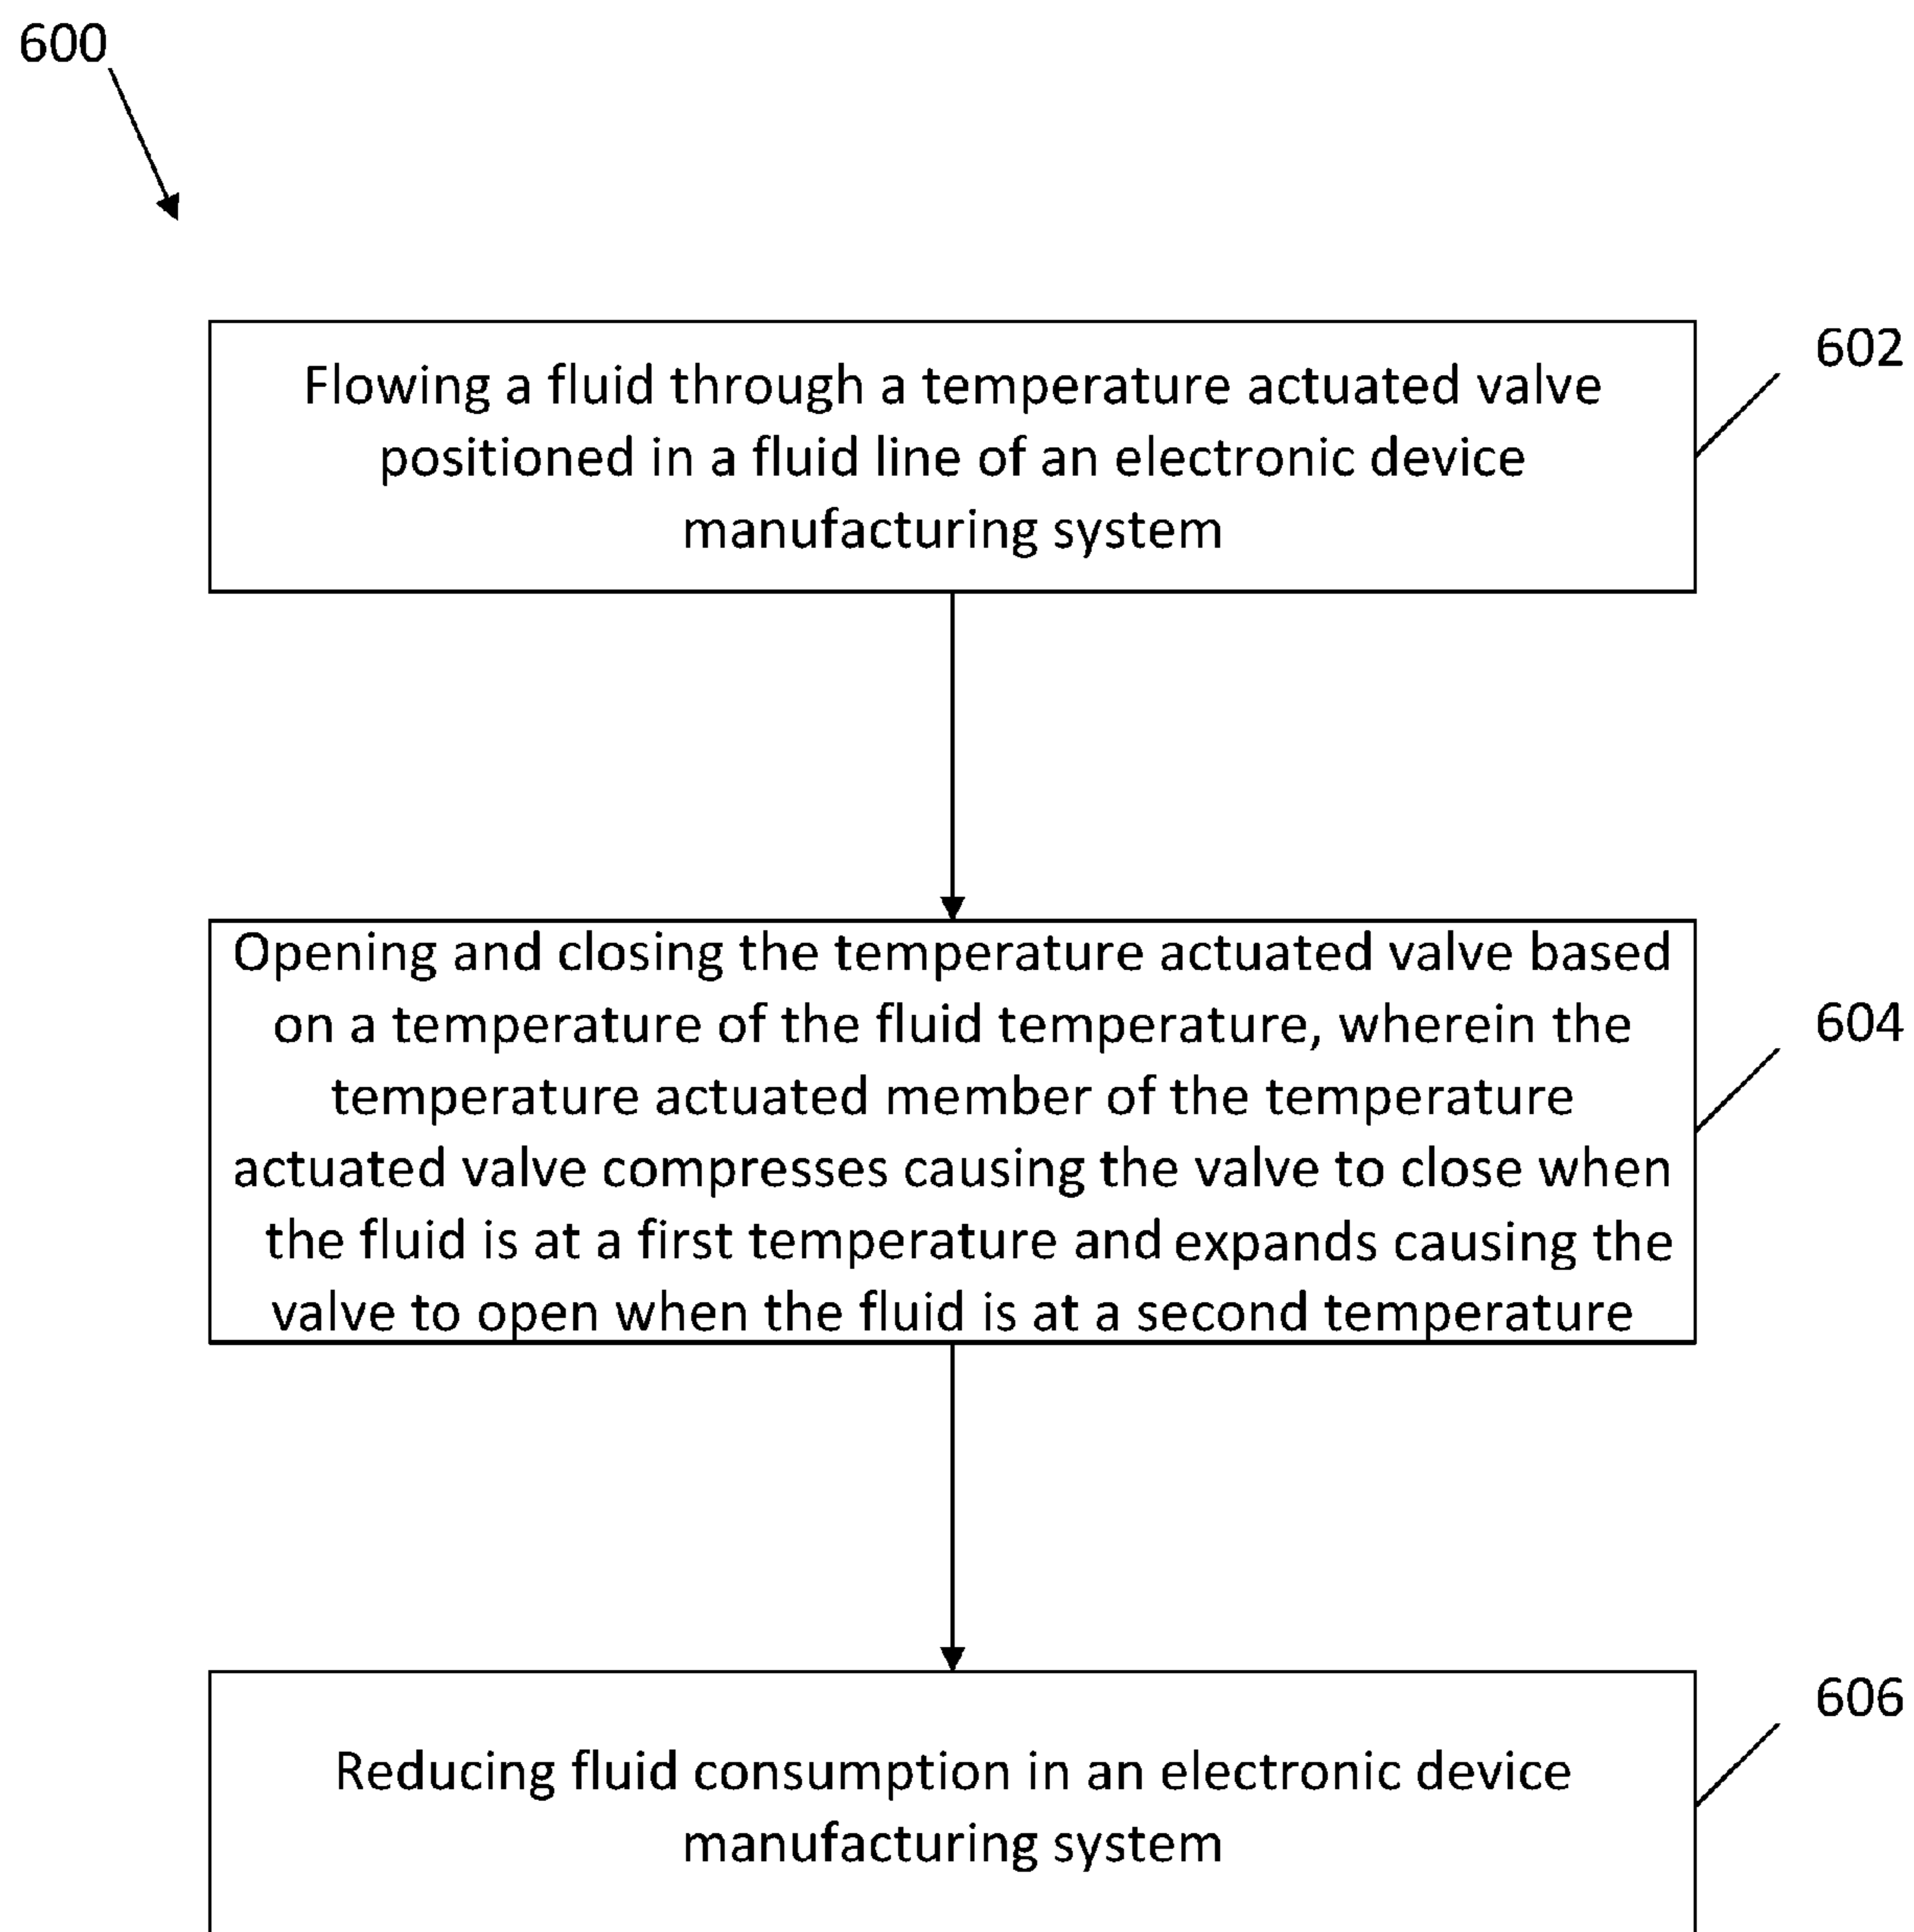 600
602
Flowing a fluid through a temperature actuated valve
positioned in a fluid line of an electronic device
manufacturing system
604
Opening and closing the temperature actuated valve based
on a temperature of the fluid temperature, wherein the
temperature actuated member of the temperature
actuated valve compresses causing the valve to close when
the fluid is at a first temperature and expands causing the
valve to open when the fluid is at a second temperature
606
Reducing fluid consumption in an electronic device
manufacturing system